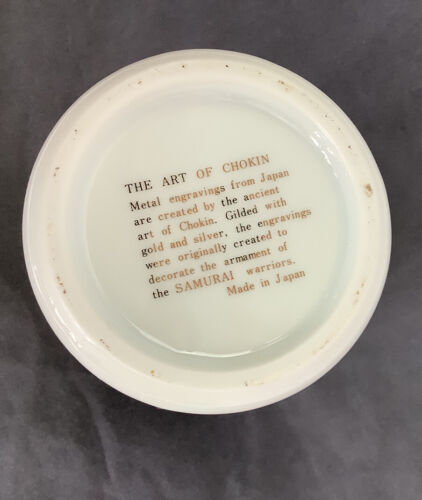 THE ART OF CHOKIN
Metal engravings from Japan
are created by the ancient
art of Chokin. Gilded with
gold and silver, the engravings
were originally created to
decorate the armament of
the SAMURAI warriors.
Made in Japan